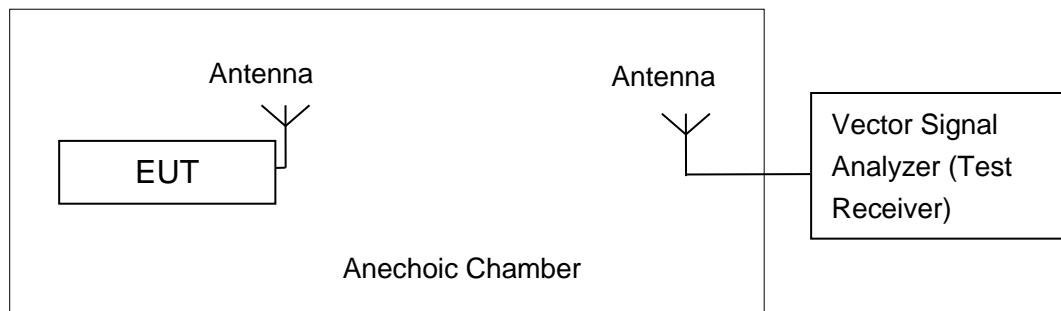 Antenna
Antenna
EUT
Vector Signal
Analyzer (Test
Receiver)
Anechoic Chamber